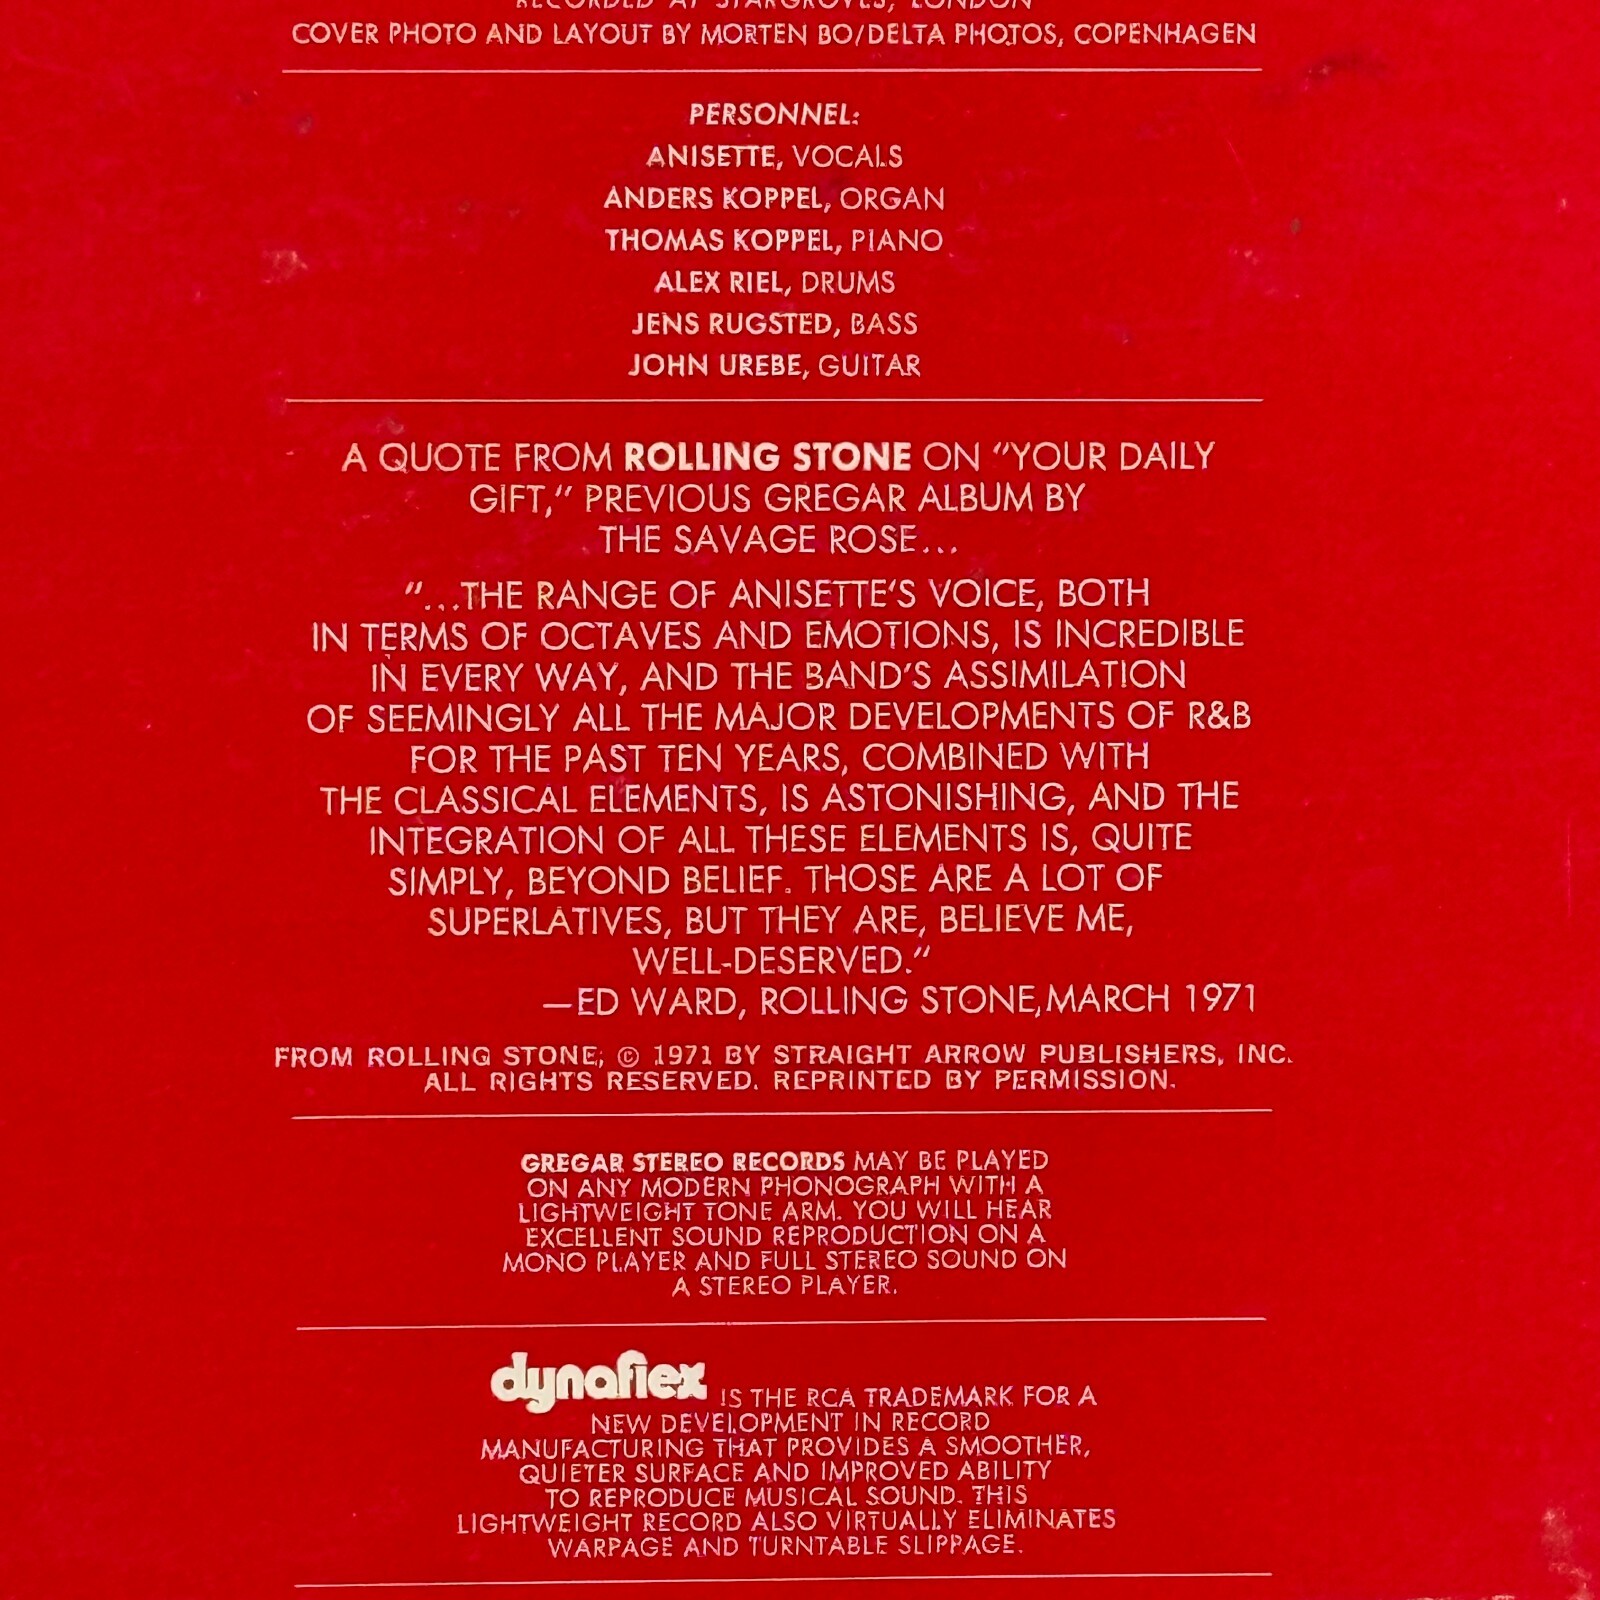 RECORDED AT STARGROVES, LONDON
COVER PHOTO AND LAYOUT BY MORTEN BO/DELTA PHOTOS, COPENHAGEN
PERSONNEL:
ANISETTE, VOCALS
ANDERS KOPPEL, ORGAN
THOMAS KOPPEL, PIANO
ALEX RIEL, DRUMS
JENS RUGSTED, BASS
JOHN UREBE, GUITAR
A QUOTE FROM ROLLING STONE ON "YOUR DAILY
GIFT," PREVIOUS GREGAR ALBUM BY
THE SAVAGE ROSE...
"...THE RANGE OF ANISETTE'S VOICE, BOTH
IN TERMS OF OCTAVES AND EMOTIONS, IS INCREDIBLE
IN EVERY WAY, AND THE BAND'S ASSIMILATION
OF SEEMINGLY ALL THE MAJOR DEVELOPMENTS OF R&B
FOR THE PAST TEN YEARS, COMBINED WITH
THE CLASSICAL ELEMENTS, IS ASTONISHING, AND THE
INTEGRATION OF ALL THESE ELEMENTS IS, QUITE
SIMPLY, BEYOND BELIEF. THOSE ARE A LOT OF
SUPERLATIVES, BUT THEY ARE, BELIEVE ME,
WELL-DESERVED."
—ED WARD, ROLLING STONE, MARCH 1971
FROM ROLLING STONE; © 1971 BY STRAIGHT ARROW PUBLISHERS, INC.
ALL RIGHTS RESERVED. REPRINTED BY PERMISSION.
GREGAR STEREO RECORDS MAY BE PLAYED
ON ANY MODERN PHONOGRAPH WITH A
LIGHTWEIGHT TONE ARM. YOU WILL HEAR
EXCELLENT SOUND REPRODUCTION ON A
MONO PLAYER AND FULL STEREO SOUND ON
A STEREO PLAYER.
dynaflex IS THE RCA TRADEMARK FOR A
NEW DEVELOPMENT IN RECORD
MANUFACTURING THAT PROVIDES A SMOOTHER,
QUIETER SURFACE AND IMPROVED ABILITY
TO REPRODUCE MUSICAL SOUND. THIS
LIGHTWEIGHT RECORD ALSO VIRTUALLY ELIMINATES
WARPAGE AND TURNTABLE SLIPPAGE.